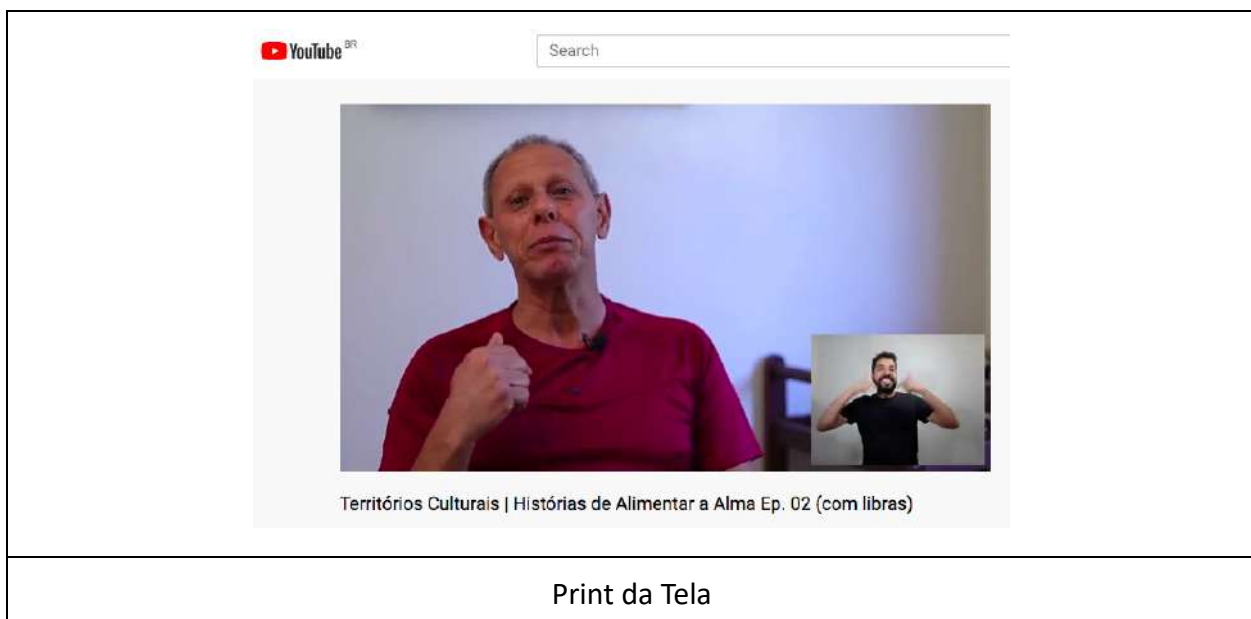 YouTube BR
Search
Territórios Culturais | Histórias de Alimentar a Alma Ep. 02 (com libras)
Print da Tela